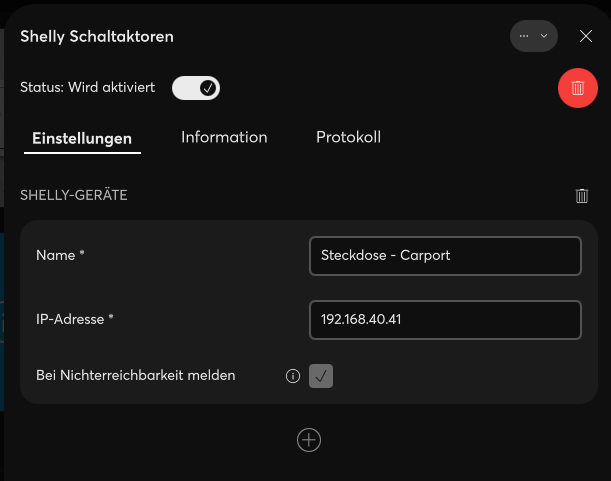 Shelly Schaltaktoren
Status: Wird aktiviert
Einstellungen Information Protokoll
SHELLY-GERÄTE
Name * Steckdose - Carport
IP-Adresse * 192.168.40.41
Bei Nichterreichbarkeit melden